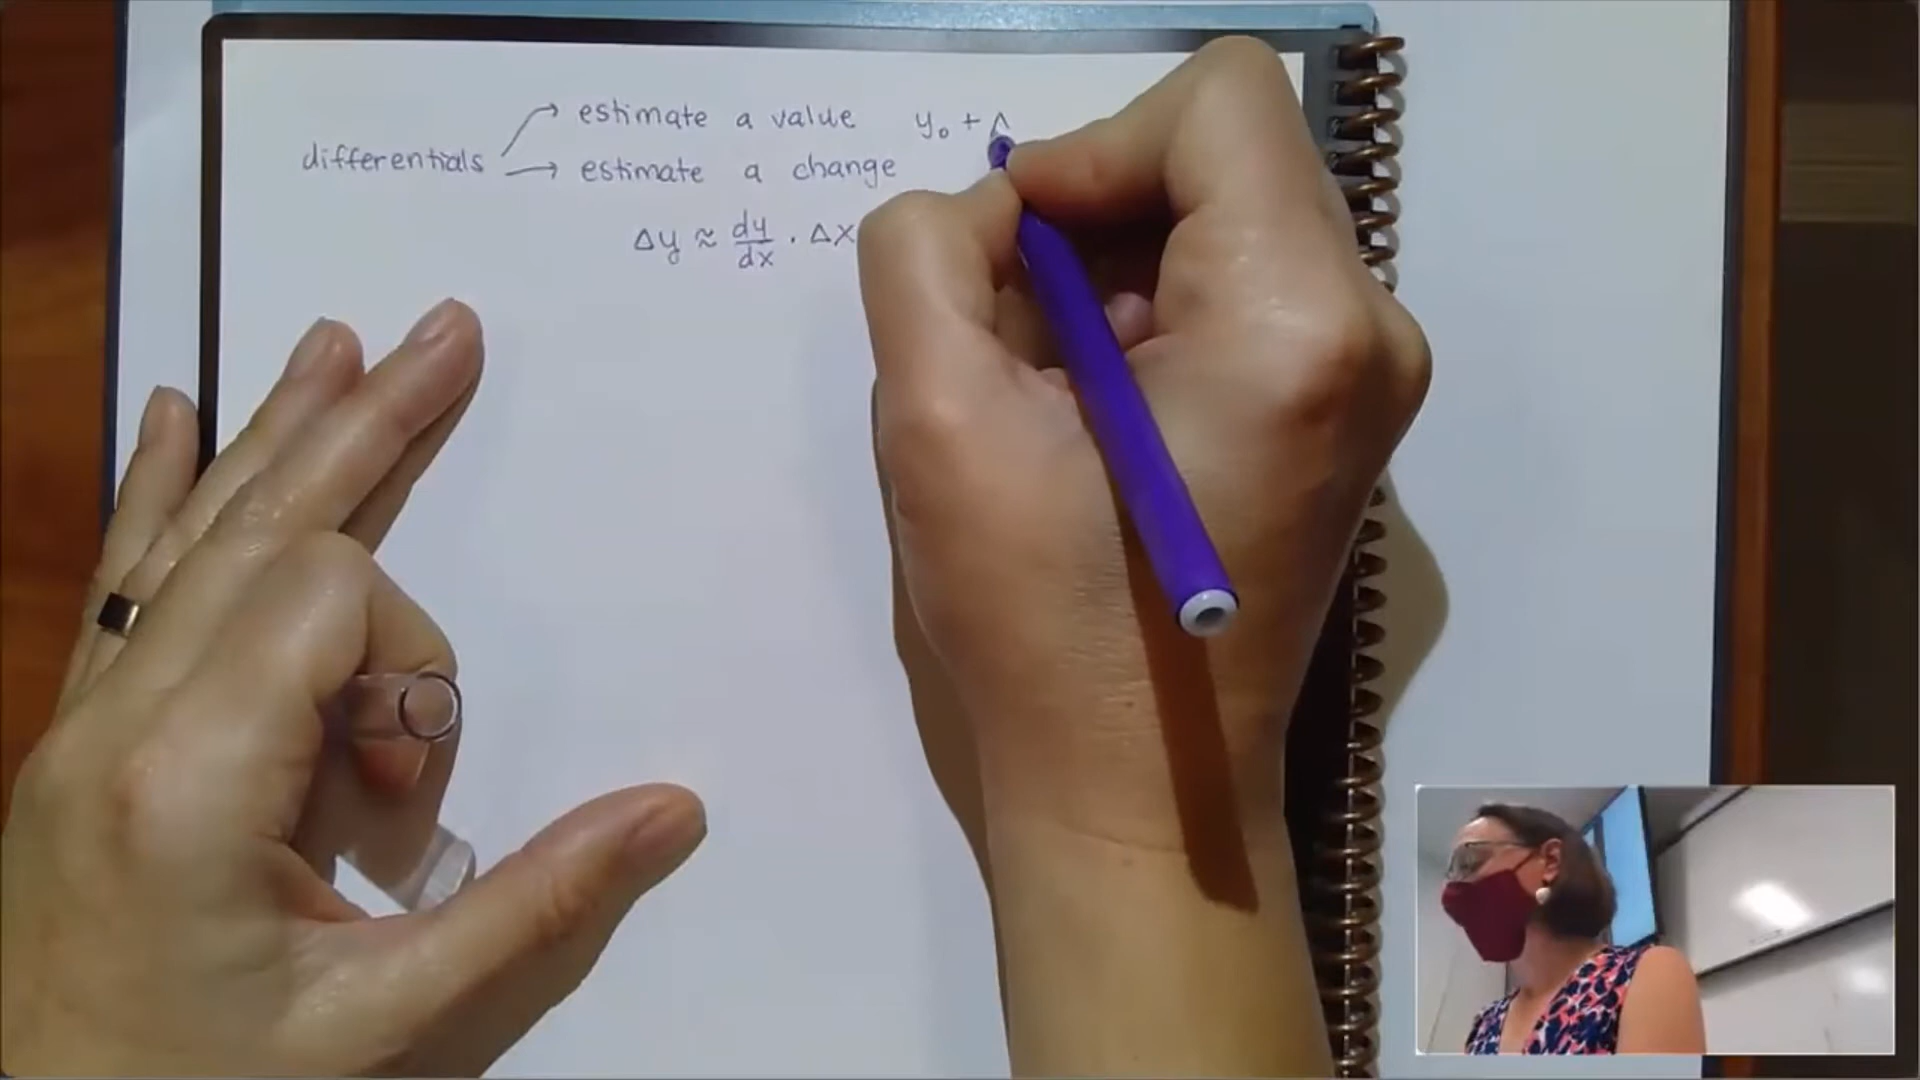 → estimate a value y₀ + Δ
differentials
→ estimate a change
Δy ≈ dy/dx · Δx